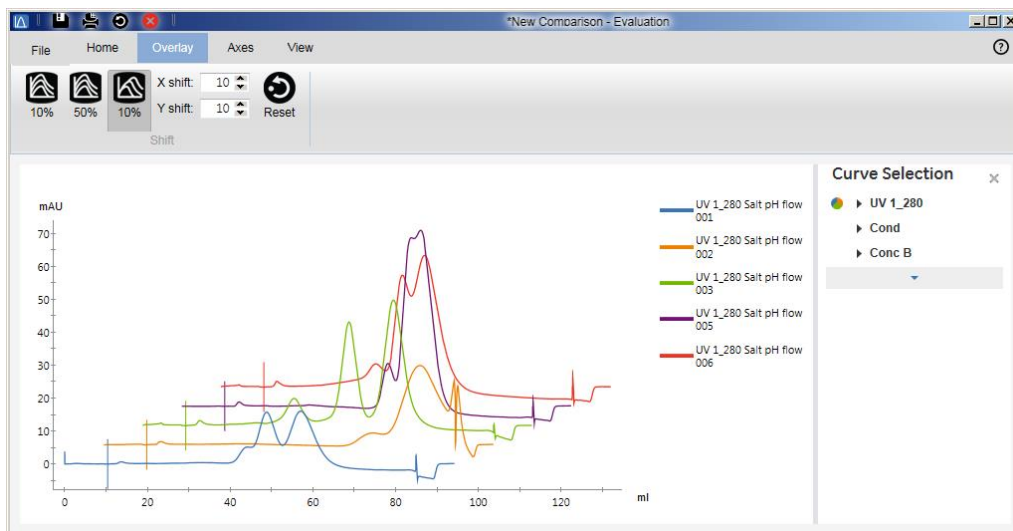 *New Comparison - Evaluation
File Home Overlay Axes View
10% 50% 10%
X shift: 10
Y shift: 10
Reset
Shift
mAU
70
60
50
40
30
20
10
0
0 20 40 60 80 100 120
ml
UV 1_280 Salt pH flow
001
UV 1_280 Salt pH flow
002
UV 1_280 Salt pH flow
003
UV 1_280 Salt pH flow
005
UV 1_280 Salt pH flow
006
Curve Selection
UV 1_280
Cond
Conc B